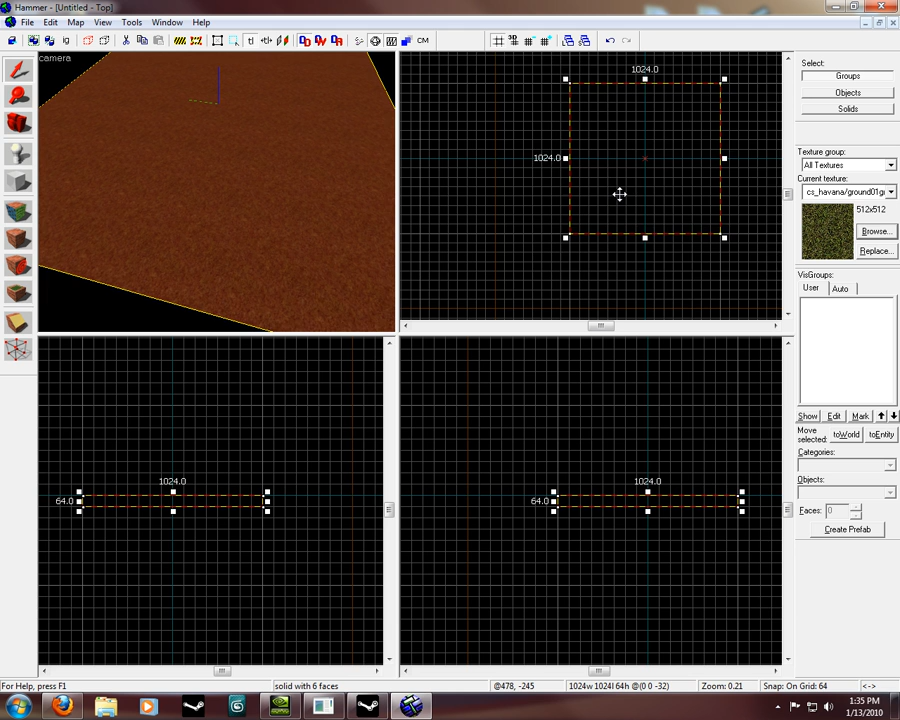 Hammer - [Untitled - Top]
File Edit Map View Tools Instancing Window Help
camera
1024.0
1024.0
1024.0
64.0
1024.0
64.0
Select:
Groups
Objects
Solids
Texture group:
All Textures
Current texture:
cs_havana/ground01g
512x512
Browse...
Replace...
VisGroups:
User Auto
Show Edit Mark
Move selected:
toWorld toEntity
Categories:
Objects:
Faces: 0
Create Prefab
For Help, press F1
solid with 6 faces
@478, -245
1024w 1024l 64h @(0 0 -32)
Zoom: 0.21
Snap: On Grid: 64
<->
1:35 PM
1/13/2010